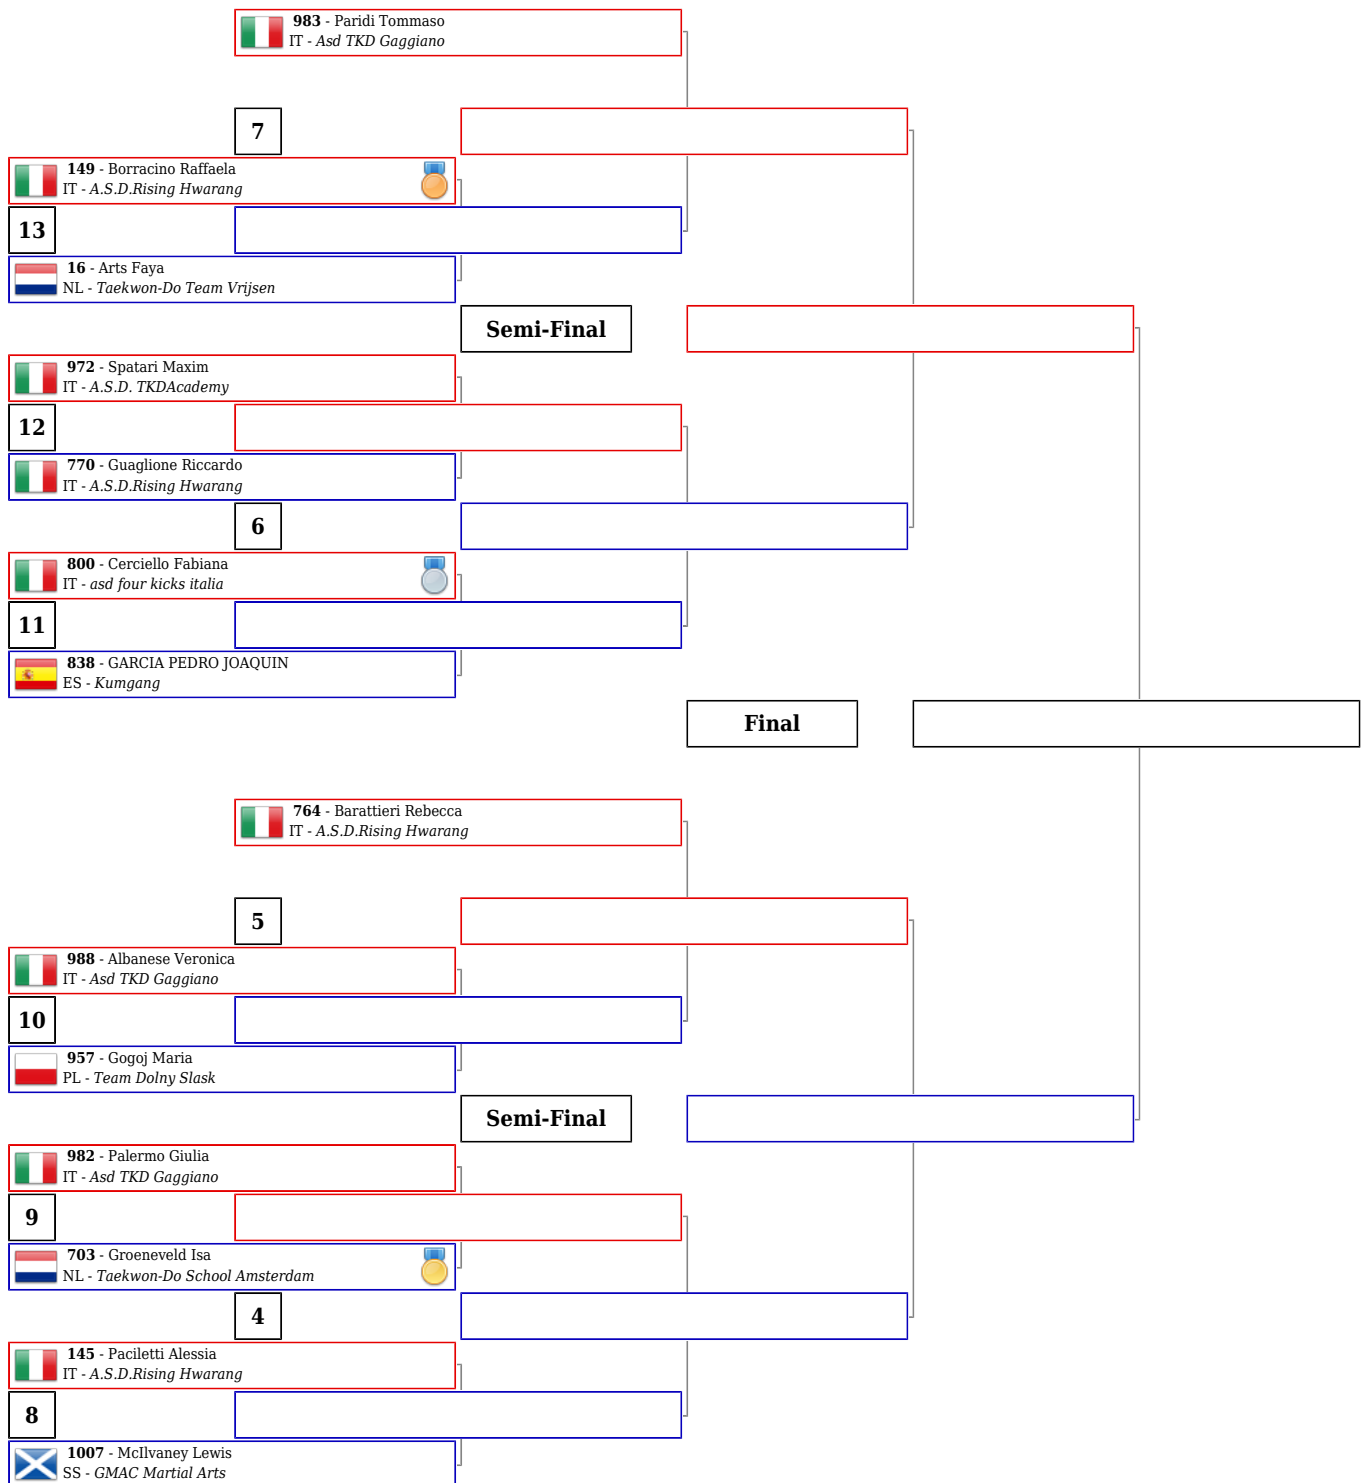 983 - Paridi Tommaso
IT - Asd TKD Gaggiano
7
149 - Borracino Raffaela
IT - A.S.D.Rising Hwarang
13
16 - Arts Faya
NL - Taekwon-Do Team Vrijsen
Semi-Final
972 - Spatari Maxim
IT - A.S.D. TKDAcademy
12
770 - Guaglione Riccardo
IT - A.S.D.Rising Hwarang
6
800 - Cerciello Fabiana
IT - asd four kicks italia
11
838 - GARCIA PEDRO JOAQUIN
ES - Kumgang
Final
764 - Barattieri Rebecca
IT - A.S.D.Rising Hwarang
5
988 - Albanese Veronica
IT - Asd TKD Gaggiano
10
957 - Gogoj Maria
PL - Team Dolny Slask
Semi-Final
982 - Palermo Giulia
IT - Asd TKD Gaggiano
9
703 - Groeneveld Isa
NL - Taekwon-Do School Amsterdam
4
145 - Paciletti Alessia
IT - A.S.D.Rising Hwarang
8
1007 - McIlvaney Lewis
SS - GMAC Martial Arts